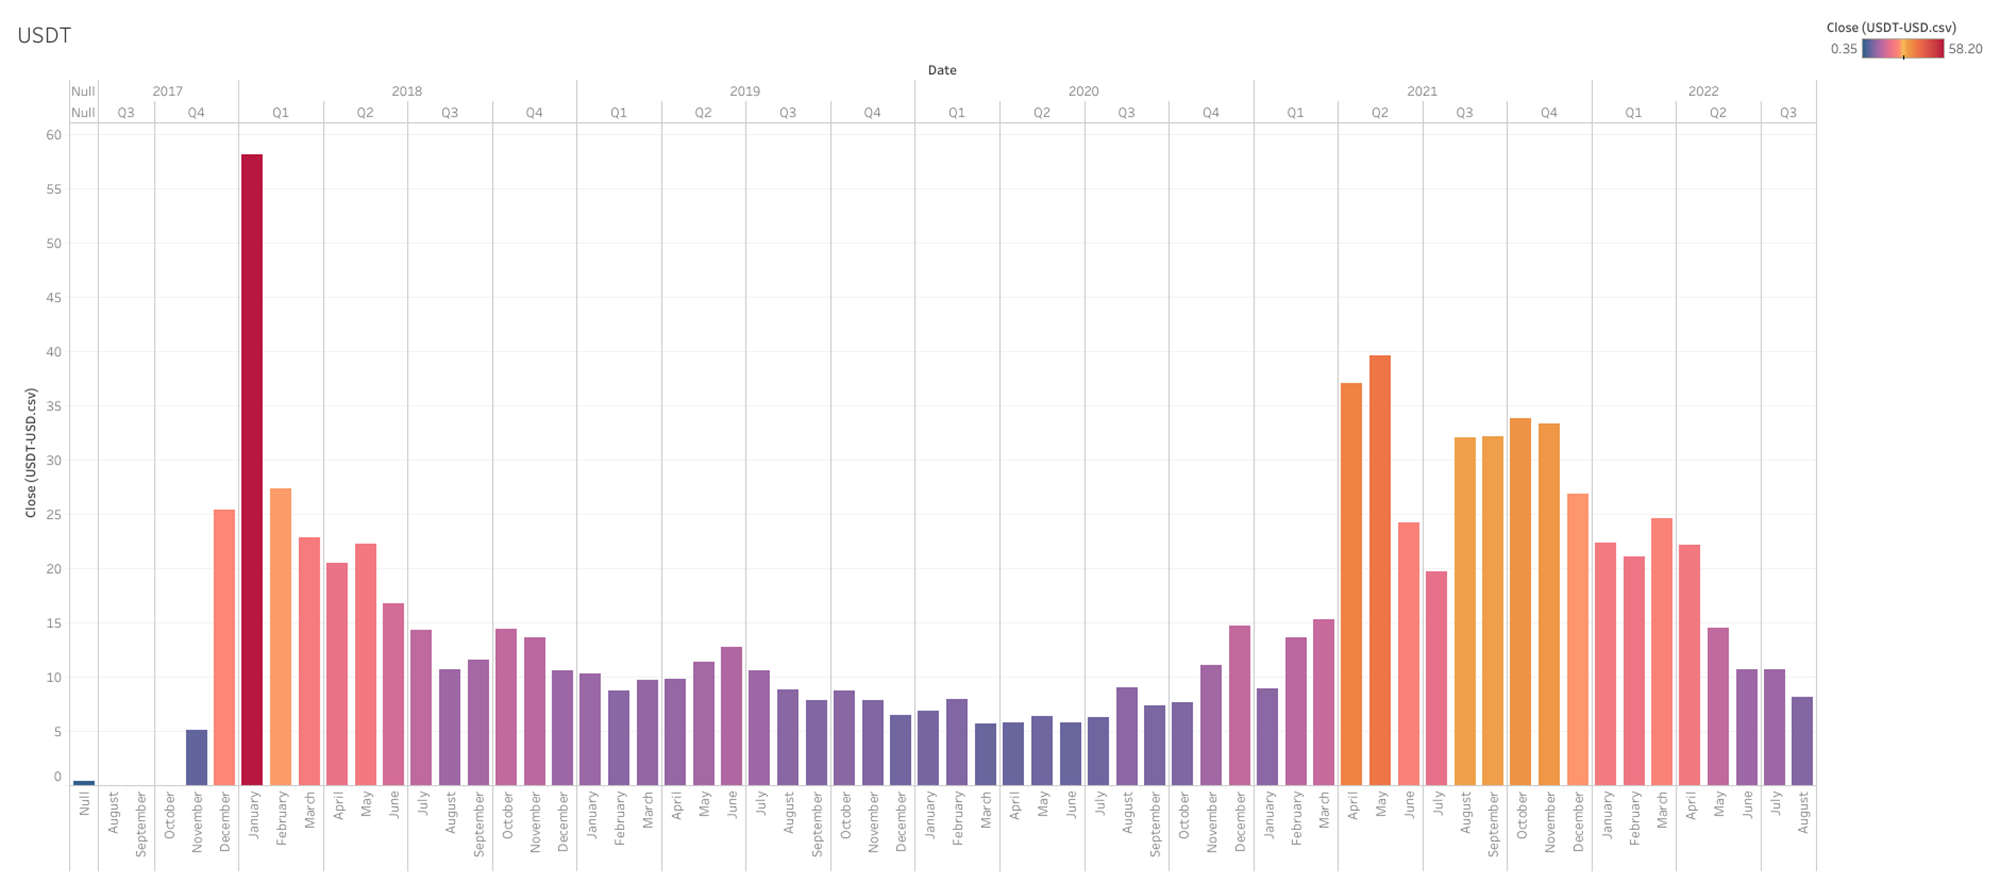 USDT
Close (USDT-USD.csv)
0.35 58.20
Date
Null 2017 2018 2019 2020 2021 2022
Null Q3 Q4 Q1 Q2 Q3 Q4 Q1 Q2 Q3 Q4 Q1 Q2 Q3 Q4 Q1 Q2 Q3 Q4 Q1 Q2 Q3
60
55
50
45
40
35
30
25
20
15
10
5
0
Close (USDT-USD.csv)
Null August September October November December January February March April May June July August September October November December January February March April May June July August September October November December January February March April May June July August September October November December January February March April May June July August September October November December January February March April May June July August